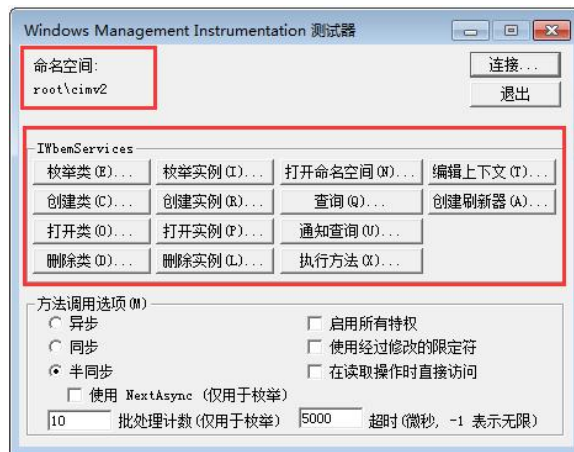 Windows Management Instrumentation 测试器
命名空间:
连接...
root\cimv2
退出
IWbemServices
枚举类(E)... 枚举实例(I)... 打开命名空间(N)... 编辑上下文(T)...
创建类(C)... 创建实例(R)... 查询(Q)... 创建刷新器(A)...
打开类(O)... 打开实例(P)... 通知查询(U)...
删除类(D)... 删除实例(L)... 执行方法(X)...
方法调用选项(M)
异步 启用所有特权
同步 使用经过修改的限定符
半同步 在读取操作时直接访问
使用 NextAsync (仅用于枚举)
10 批处理计数(仅用于枚举) 5000 超时(微秒, -1 表示无限)